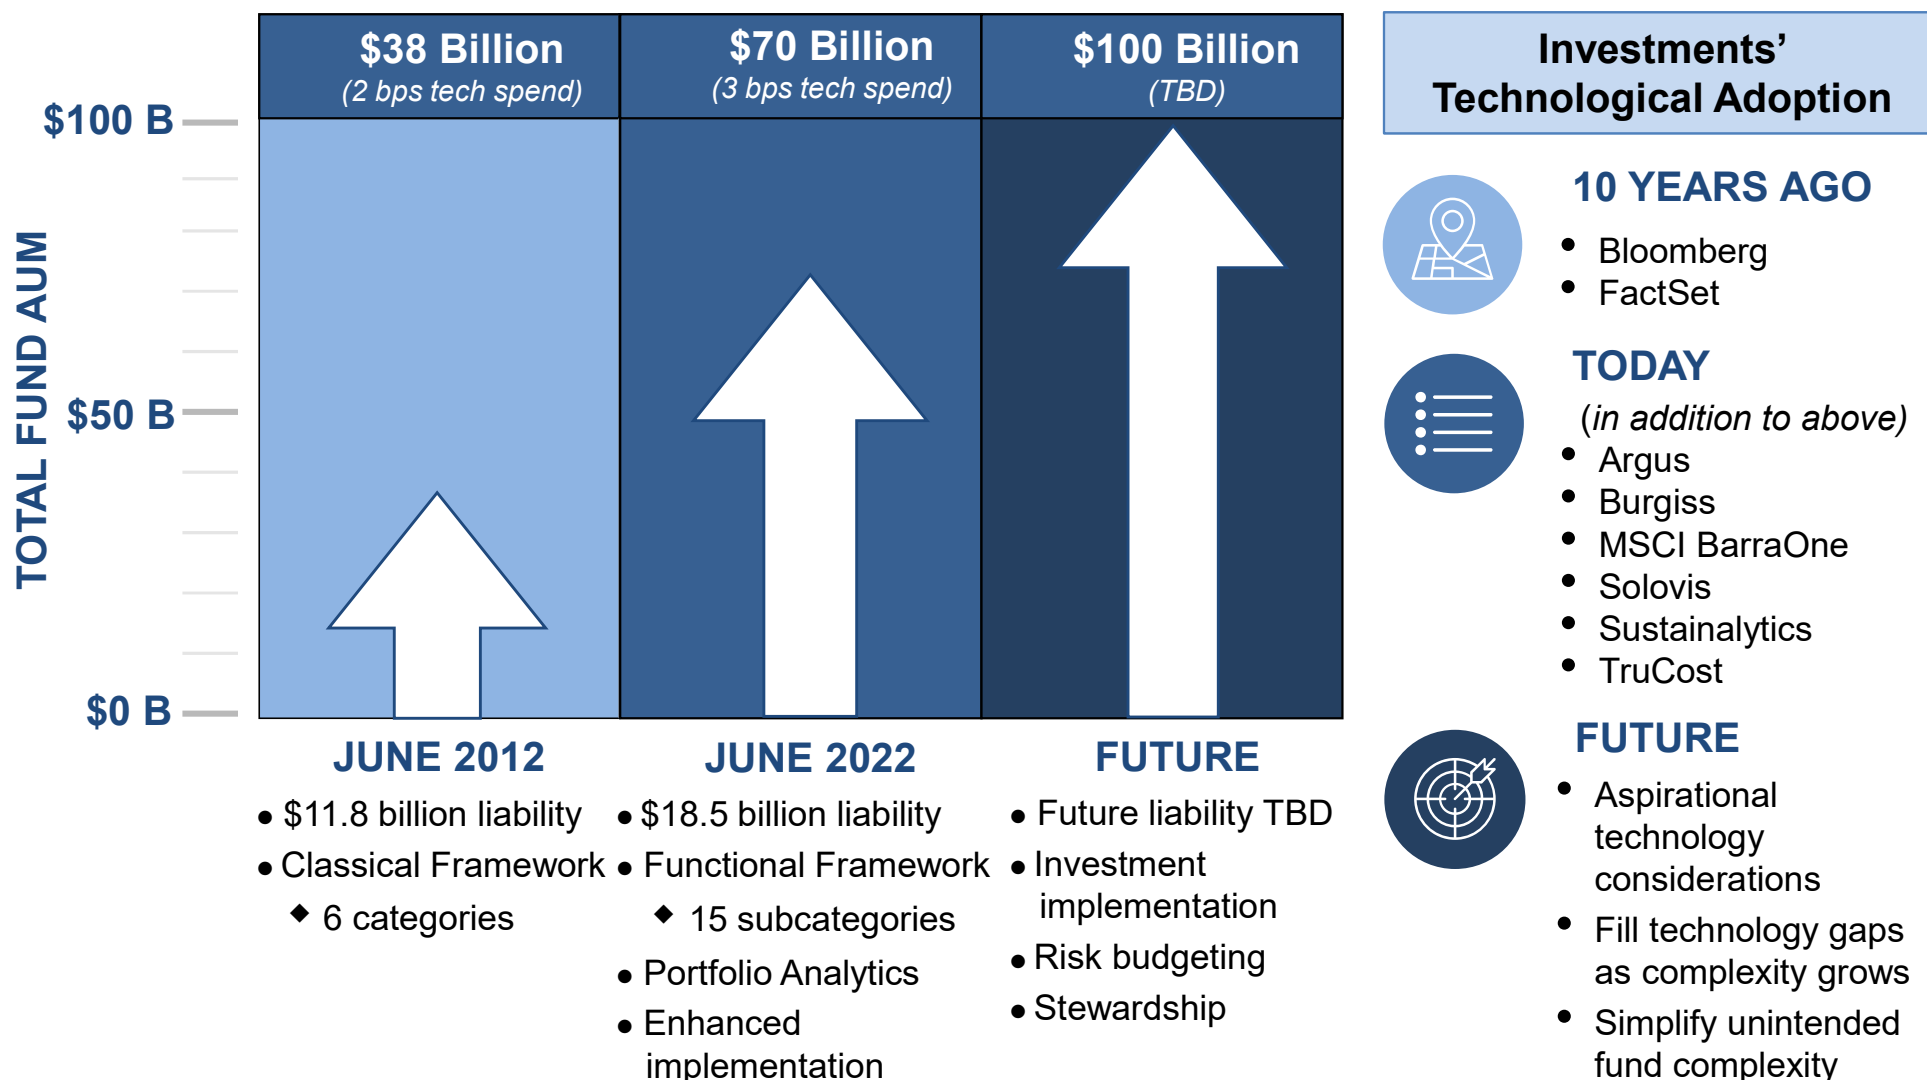 $38 Billion
(2 bps tech spend)
$70 Billion
(3 bps tech spend)
$100 Billion
(TBD)
TOTAL FUND AUM
$100 B
$50 B
$0 B
JUNE 2012
• $11.8 billion liability
• Classical Framework
◆ 6 categories
JUNE 2022
• $18.5 billion liability
• Functional Framework
◆ 15 subcategories
• Portfolio Analytics
• Enhanced
implementation
FUTURE
• Future liability TBD
• Investment
implementation
• Risk budgeting
• Stewardship
Investments’
Technological Adoption
10 YEARS AGO
• Bloomberg
• FactSet
TODAY
(in addition to above)
• Argus
• Burgiss
• MSCI BarraOne
• Solovis
• Sustainalytics
• TruCost
FUTURE
• Aspirational
technology
considerations
• Fill technology gaps
as complexity grows
• Simplify unintended
fund complexity